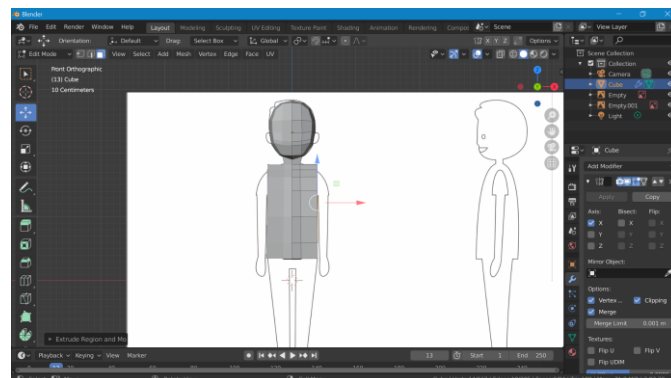 Blender
File Edit Render Window Help Layout Modeling Sculpting UV Editing Texture Paint Shading Animation Rendering Scene View Layer
Orientation: Default Drag: Select Box Options
Edit Mode View Select Add Mesh Vertex Edge Face UV Global
Front Orthographic
(13) Cube
10 Centimeters
Scene Collection
Collection
Camera
Cube
Empty
Empty.001
Light
Cube
Add Modifier
Apply Copy
Axis: Bisect: Flip:
X X X
Y Y Y
Z Z Z
Mirror Object:
Options:
Vertex... Clipping
Merge
Merge Limit 0.001 m
Textures:
Flip U Flip V
Flip UDIM
Extrude Region and Mo
Playback Keying View Marker 13 Start 1 End 250